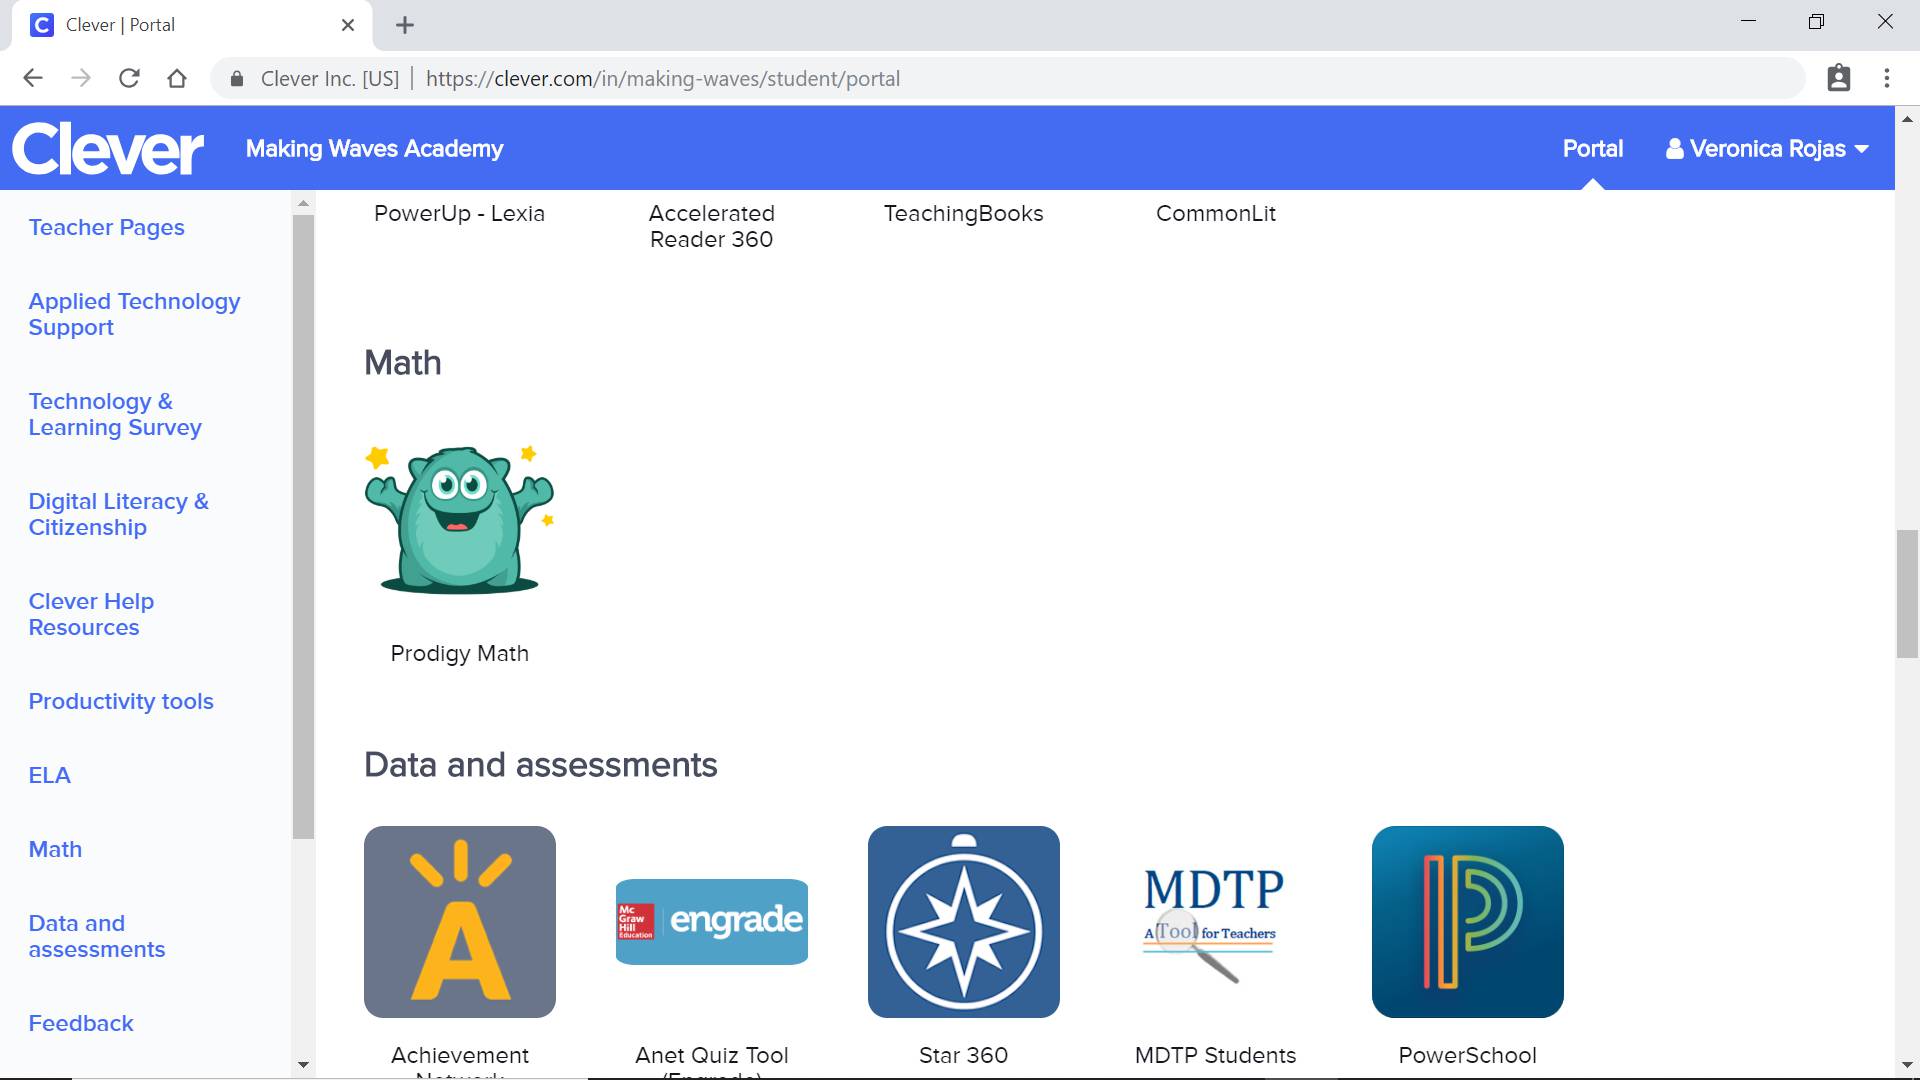 Clever | Portal
Clever Inc. [US] | https://clever.com/in/making-waves/student/portal
Clever
Making Waves Academy
Portal
Veronica Rojas
Teacher Pages
Applied Technology
Support
Technology &
Learning Survey
Digital Literacy &
Citizenship
Clever Help
Resources
Productivity tools
ELA
Math
Data and
assessments
Feedback
PowerUp - Lexia
Accelerated
Reader 360
TeachingBooks
CommonLit
Math
Prodigy Math
Data and assessments
A
Mc
Graw
Hill
Education
engrade
MDTP
A Tool for Teachers
P
Achievement
Network
Anet Quiz Tool
(Engrade)
Star 360
MDTP Students
PowerSchool